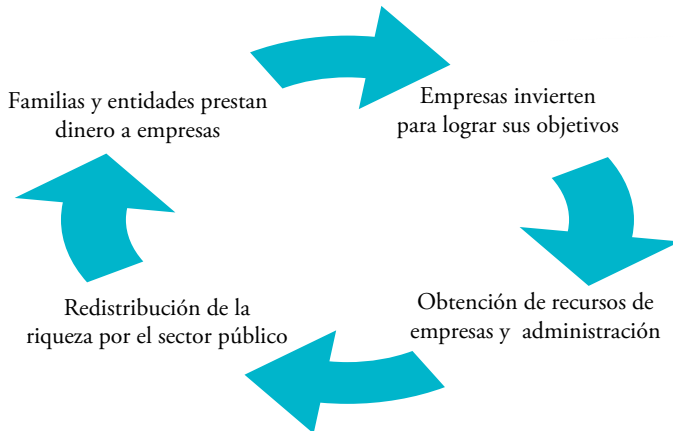 Familias y entidades prestan
dinero a empresas
Empresas invierten
para lograr sus objetivos
Obtención de recursos de
empresas y  administración
Redistribución de la
riqueza por el sector público